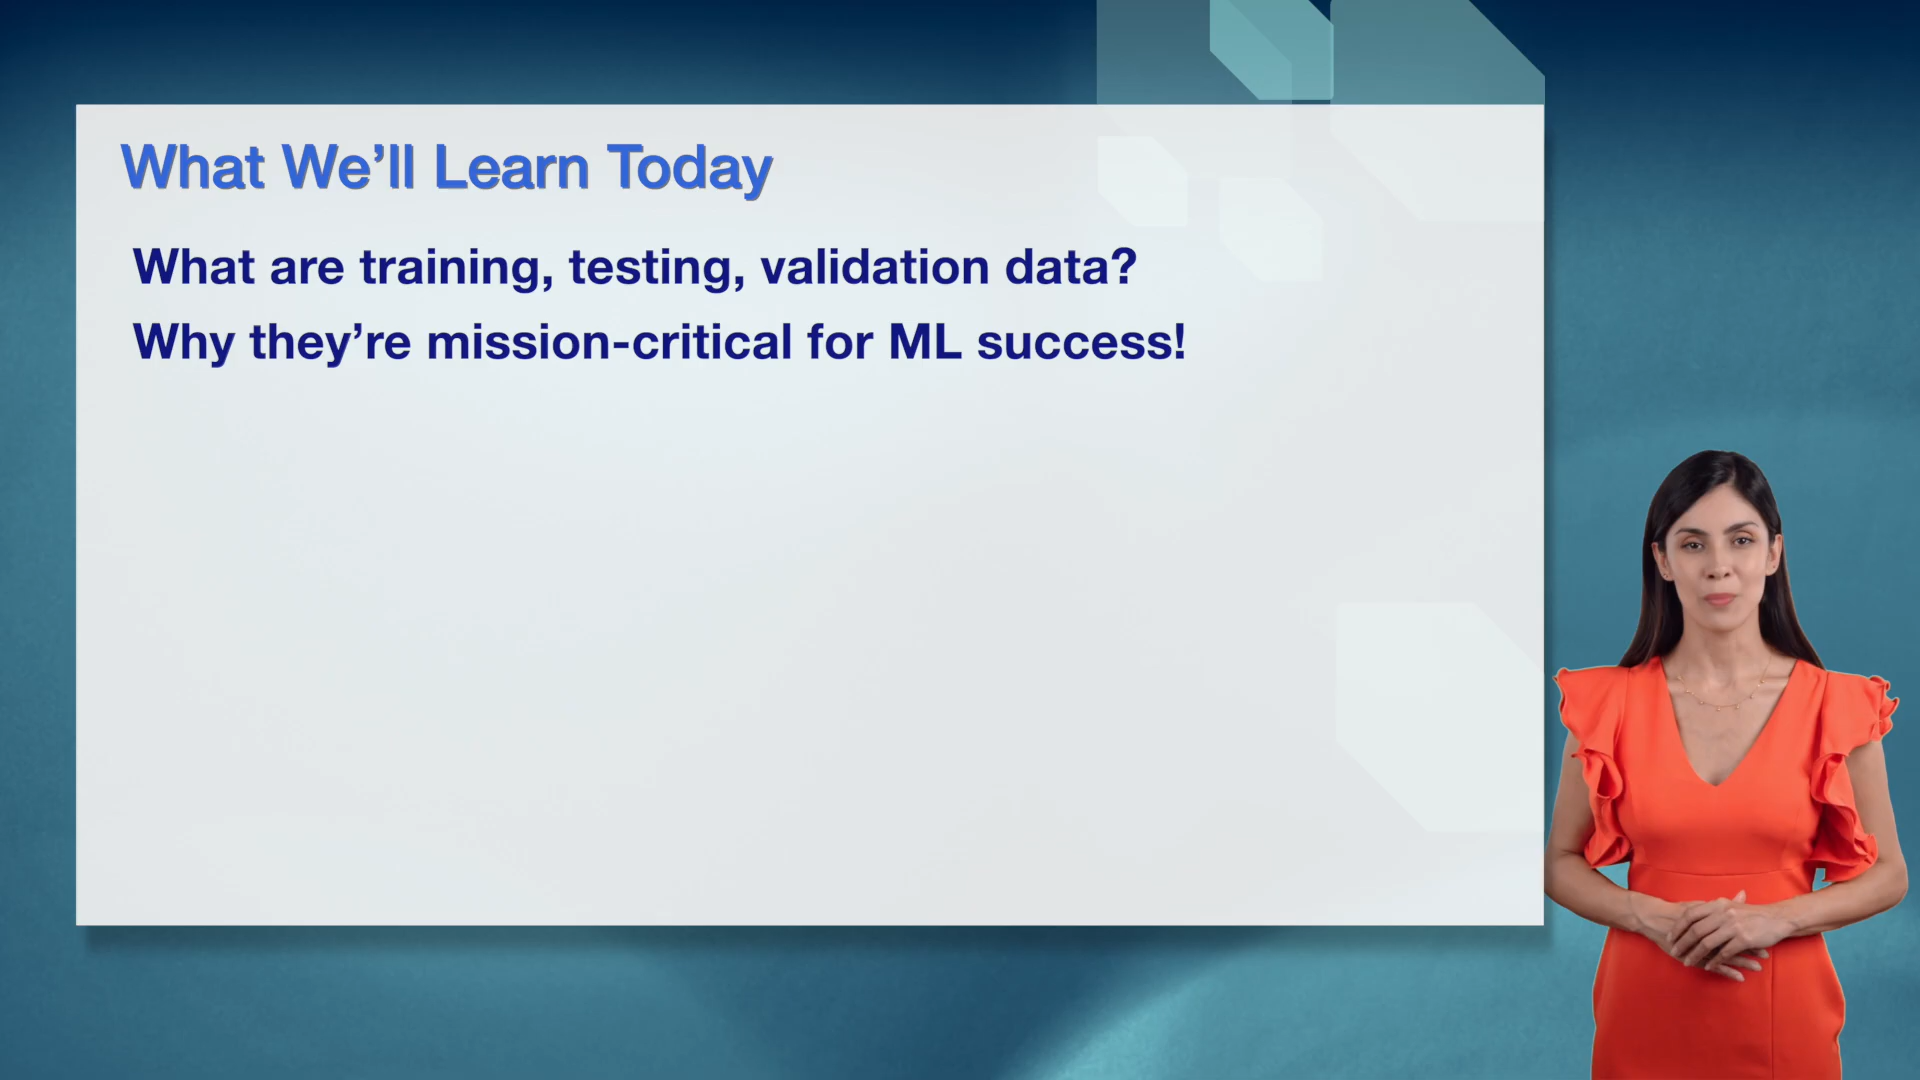 What We’ll Learn Today
What are training, testing, validation data?
Why they’re mission-critical for ML success!